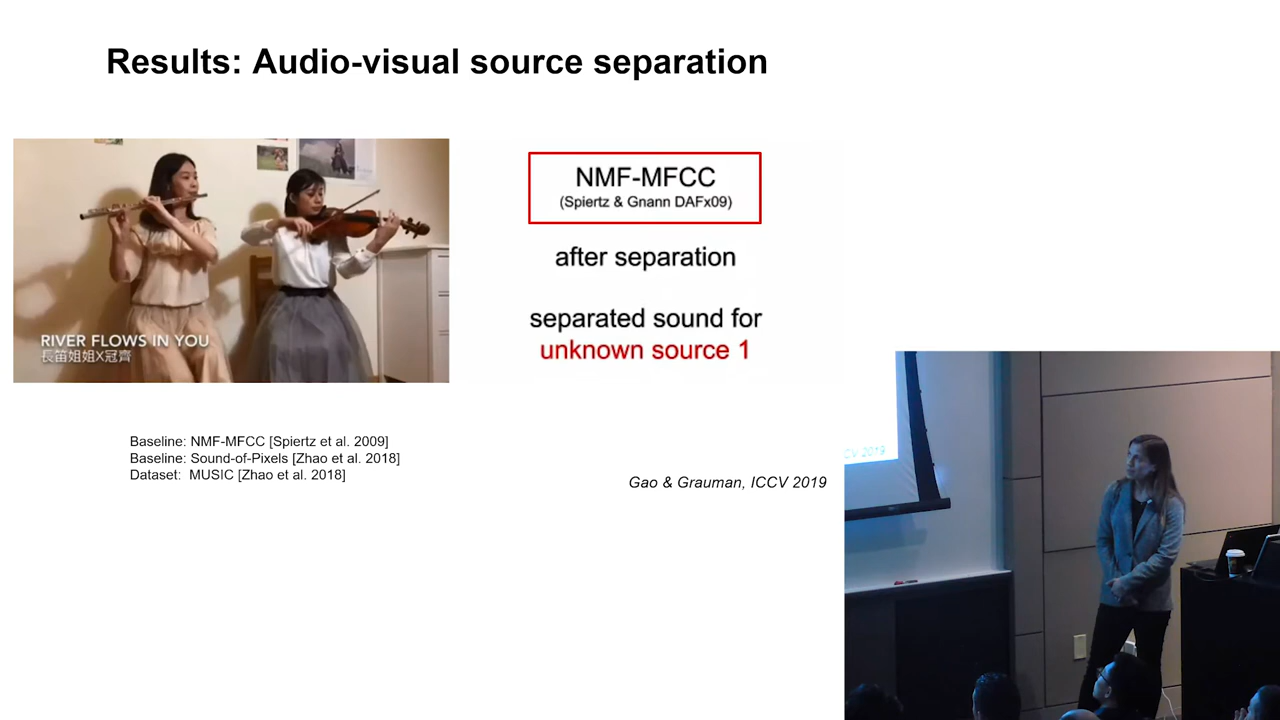 Results: Audio-visual source separation
RIVER FLOWS IN YOU
長笛姐姐X冠齊
NMF-MFCC
(Spiertz & Gnann DAFx09)
after separation
separated sound for
unknown source 1
Baseline: NMF-MFCC [Spiertz et al. 2009]
Baseline: Sound-of-Pixels [Zhao et al. 2018]
Dataset: MUSIC [Zhao et al. 2018]
Gao & Grauman, ICCV 2019
2019